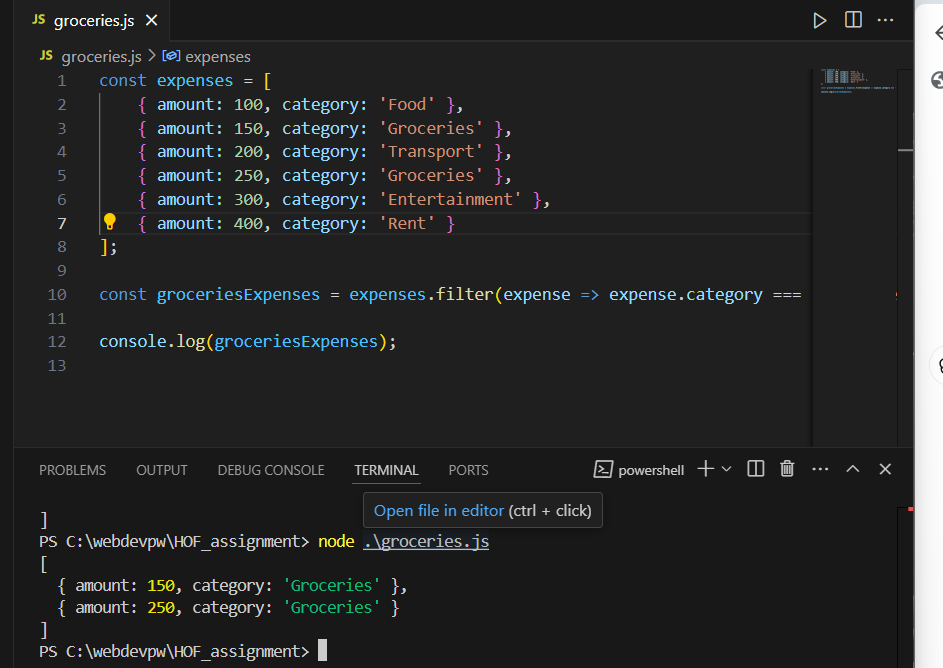 JS groceries.js
JS groceries.js > expenses
1 const expenses = [
2 { amount: 100, category: 'Food' },
3 { amount: 150, category: 'Groceries' },
4 { amount: 200, category: 'Transport' },
5 { amount: 250, category: 'Groceries' },
6 { amount: 300, category: 'Entertainment' },
7 { amount: 400, category: 'Rent' }
8 ];
9
10 const groceriesExpenses = expenses.filter(expense => expense.category ===
11
12 console.log(groceriesExpenses);
13
PROBLEMS OUTPUT DEBUG CONSOLE TERMINAL PORTS powershell
Open file in editor (ctrl + click)
]
PS C:\webdevpw\HOF_assignment> node .\groceries.js
[
{ amount: 150, category: 'Groceries' },
{ amount: 250, category: 'Groceries' }
]
PS C:\webdevpw\HOF_assignment>